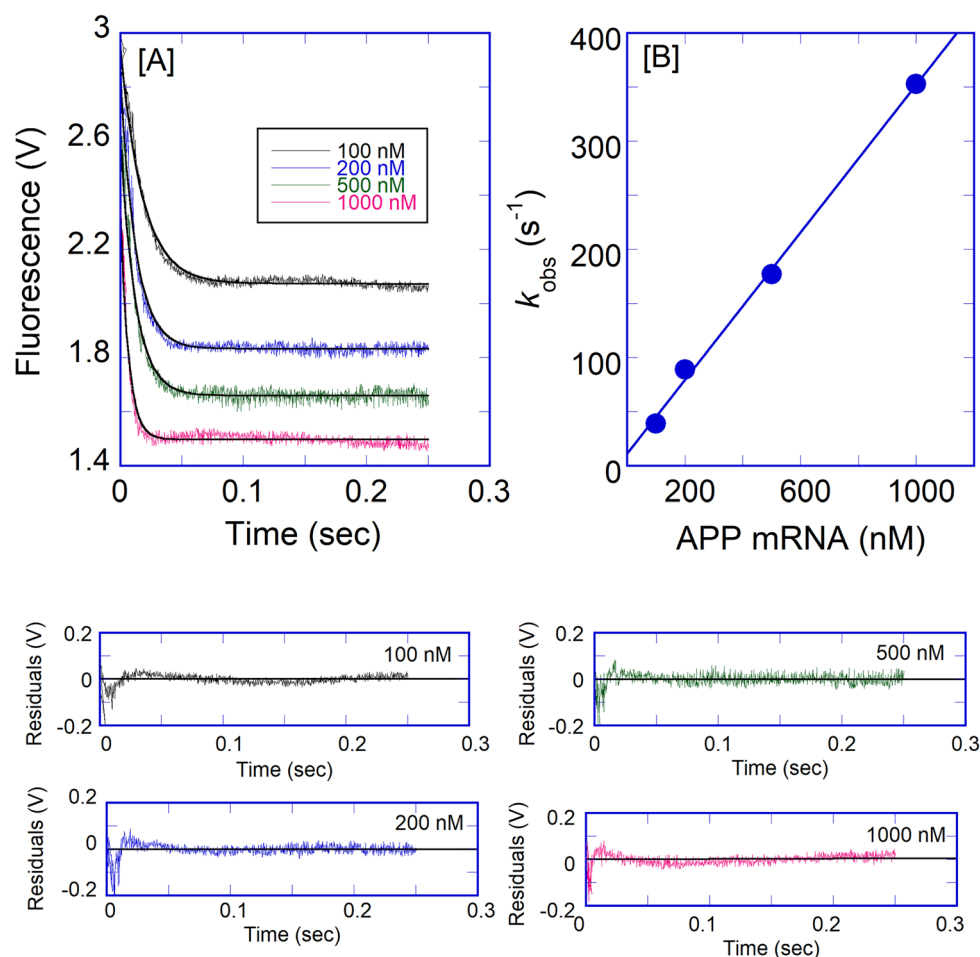 [A]
3
2.6
2.2
1.8
1.4
Fluorescence (V)
100 nM
200 nM
500 nM
1000 nM
0
0.1
0.2
0.3
Time (sec)
[B]
400
300
200
100
0
k obs (s⁻¹)
200
600
1000
APP mRNA (nM)
0.2
0
-0.2
Residuals (V)
100 nM
0
0.1
0.2
0.3
Time (sec)
0.2
0
-0.2
Residuals (V)
500 nM
0
0.1
0.2
0.3
Time (sec)
0.2
0
-0.2
Residuals (V)
200 nM
0
0.1
0.2
0.3
Time (sec)
0.2
0
-0.2
Residuals (V)
1000 nM
0
0.1
0.2
0.3
Time (sec)